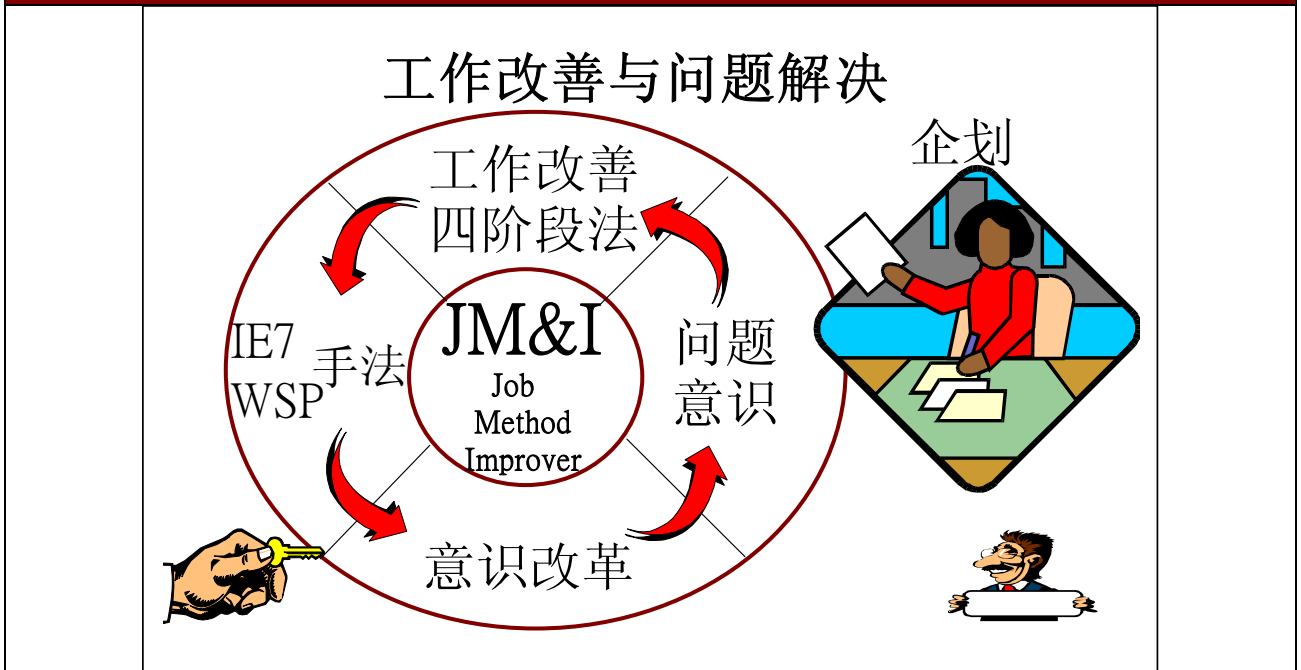 工作改善与问题解决
企划
工作改善
四阶段法
IE7
WSP
手法
JM&I
Job
Method
Improver
问题
意识
意识改革